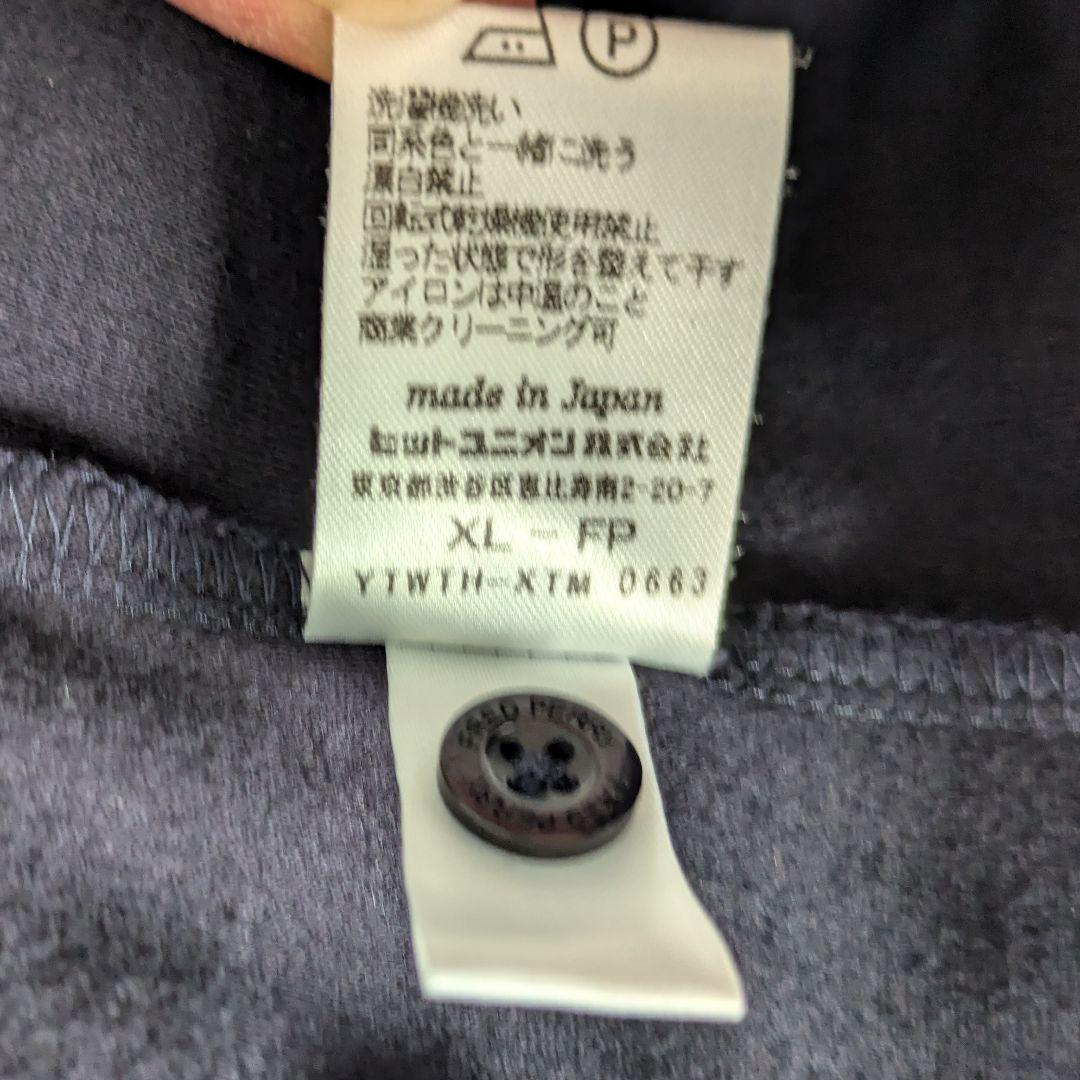 P
洗濯機洗い
同系色と一緒に洗う
漂白禁止
回転式乾燥機使用禁止
湿った状態で形を整えて干す
アイロンは中温のこと
商業クリーニング可
made in Japan
ヒットユニオン株式会社
東京都渋谷区恵比寿南2-20-7
XL - FP
YTWTH-XTM 0663
FRED PERRY
FRED PERRY